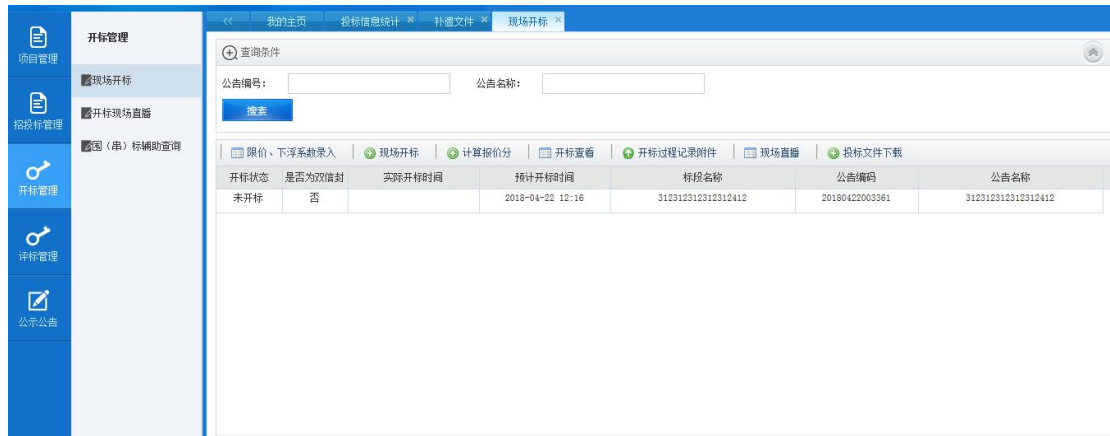 项目管理
招投标管理
开标管理
评标管理
公示公告
开标管理
现场开标
开标现场直播
围（串）标辅助查询
<< 我的主页 投标信息统计 × 补遗文件 × 现场开标 ×
查询条件
公告编号： 公告名称：
搜索
限价、下浮系数录入 现场开标 计算报价分 开标查看 开标过程记录附件 现场直播 投标文件下载
开标状态 是否为双信封 实际开标时间 预计开标时间 标段名称 公告编码 公告名称
未开标 否 2018-04-22 12:16 312312312312312412 20180422003361 312312312312312412